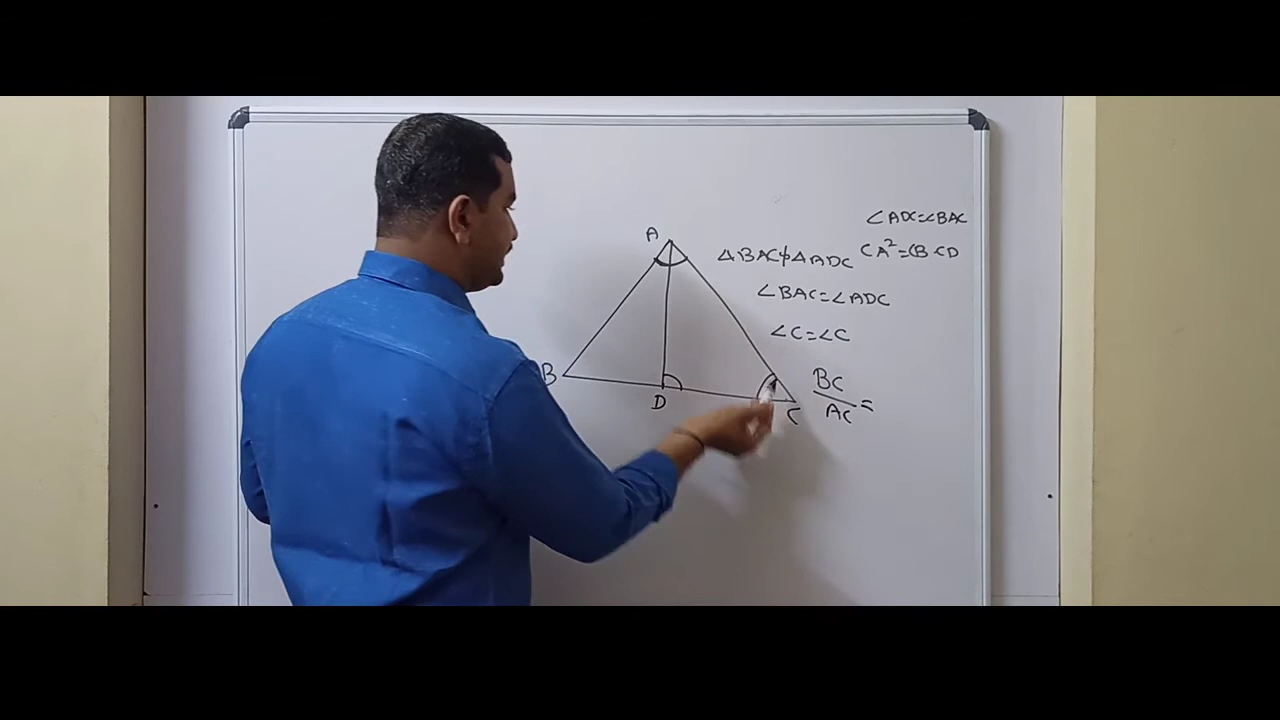 ∠ADC=∠BAC
A
△BAC ϕ △ADC CA²=CB CD
∠BAC=∠ADC
∠C=∠C
B
D
C
BC
AC =